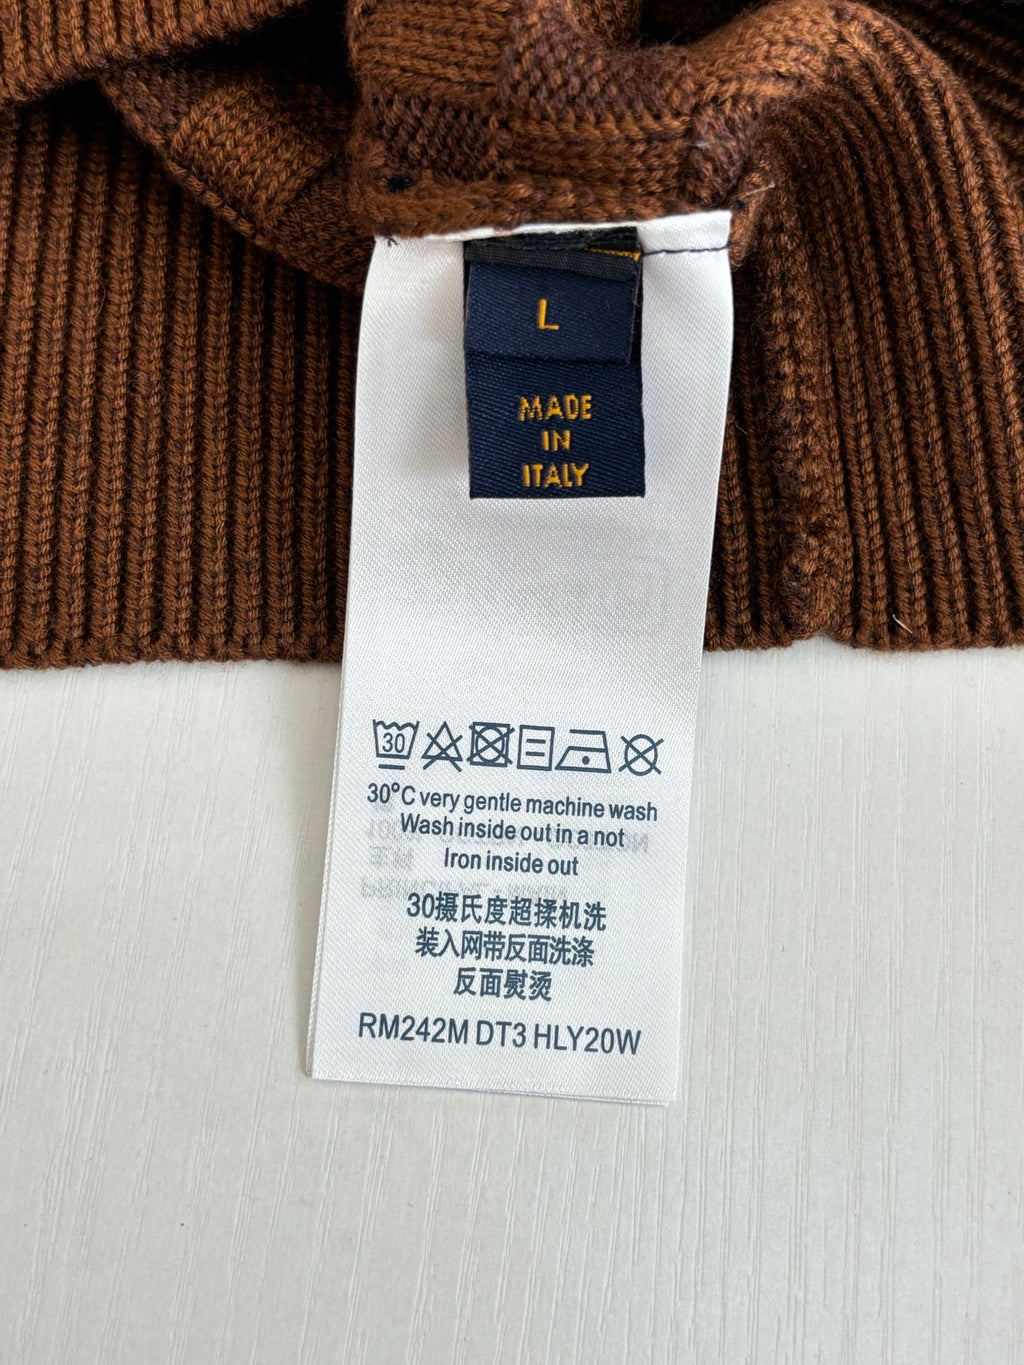 L
MADE
IN
ITALY
30
30°C very gentle machine wash
Wash inside out in a not
Iron inside out
30摄氏度超揉机洗
装入网带反面洗涤
反面熨烫
RM242M DT3 HLY20W